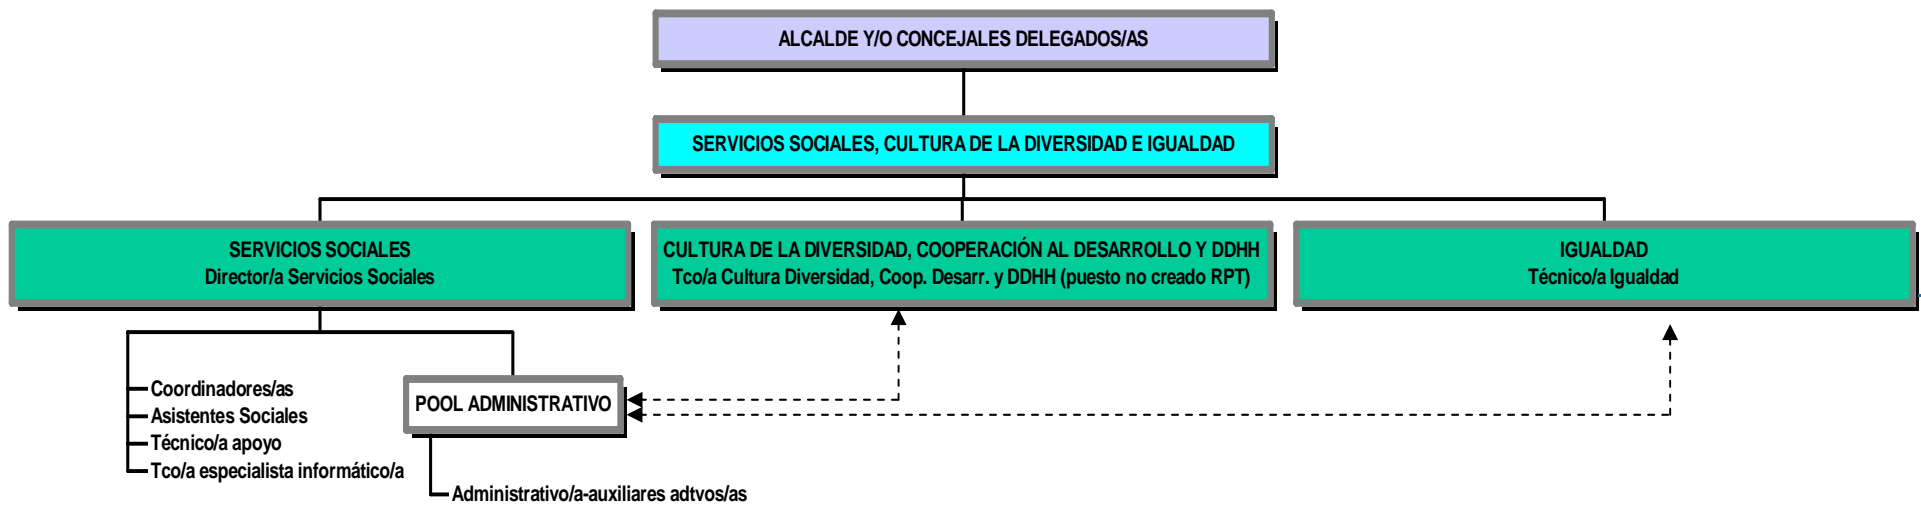 ALCALDE Y/O CONCEJALES DELEGADOS/AS
SERVICIOS SOCIALES, CULTURA DE LA DIVERSIDAD E IGUALDAD
SERVICIOS SOCIALES
Director/a Servicios Sociales
CULTURA DE LA DIVERSIDAD, COOPERACIÓN AL DESARROLLO Y DDHH
Tco/a Cultura Diversidad, Coop. Desarr. y DDHH (puesto no creado RPT)
IGUALDAD
Técnico/a Igualdad
Coordinadores/as
Asistentes Sociales
Técnico/a apoyo
Tco/a especialista informático/a
POOL ADMINISTRATIVO
Administrativo/a-auxiliares adtvos/as